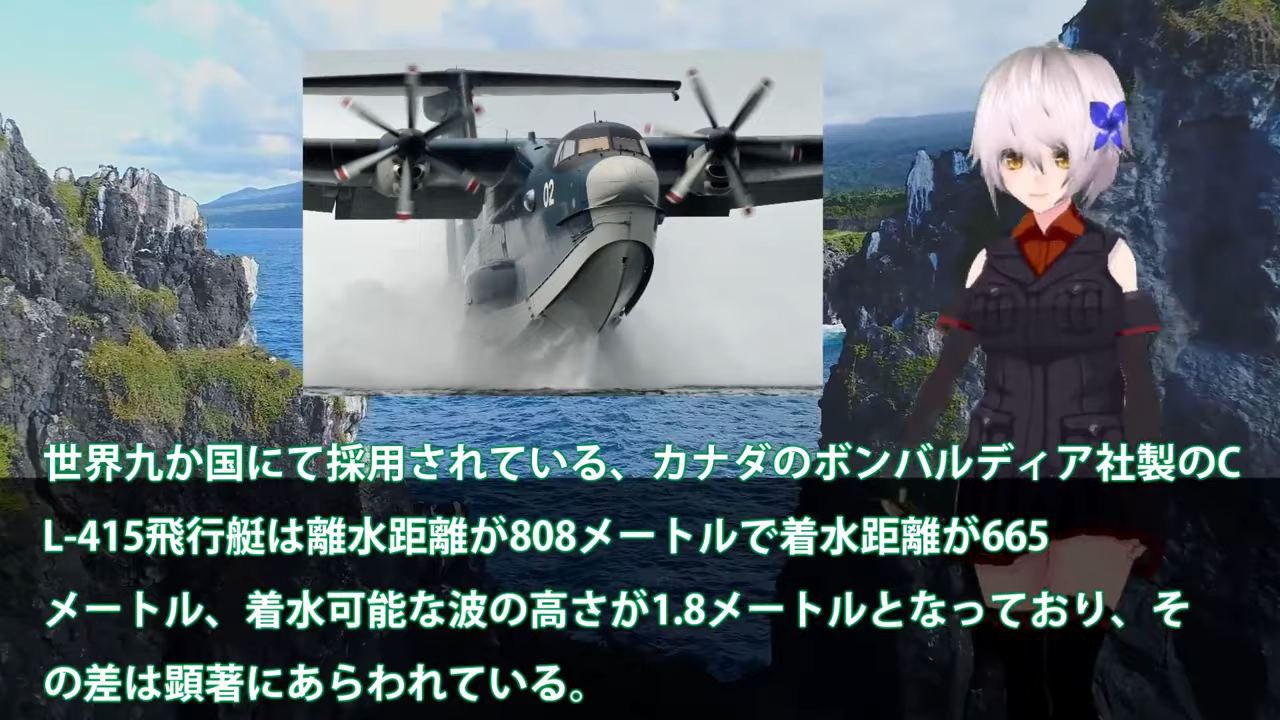 02
世界九か国にて採用されている、カナダのボンバルディア社製のC
L-415飛行艇は離水距離が808メートルで着水距離が665
メートル、着水可能な波の高さが1.8メートルとなっており、そ
の差は顕著にあらわれている。